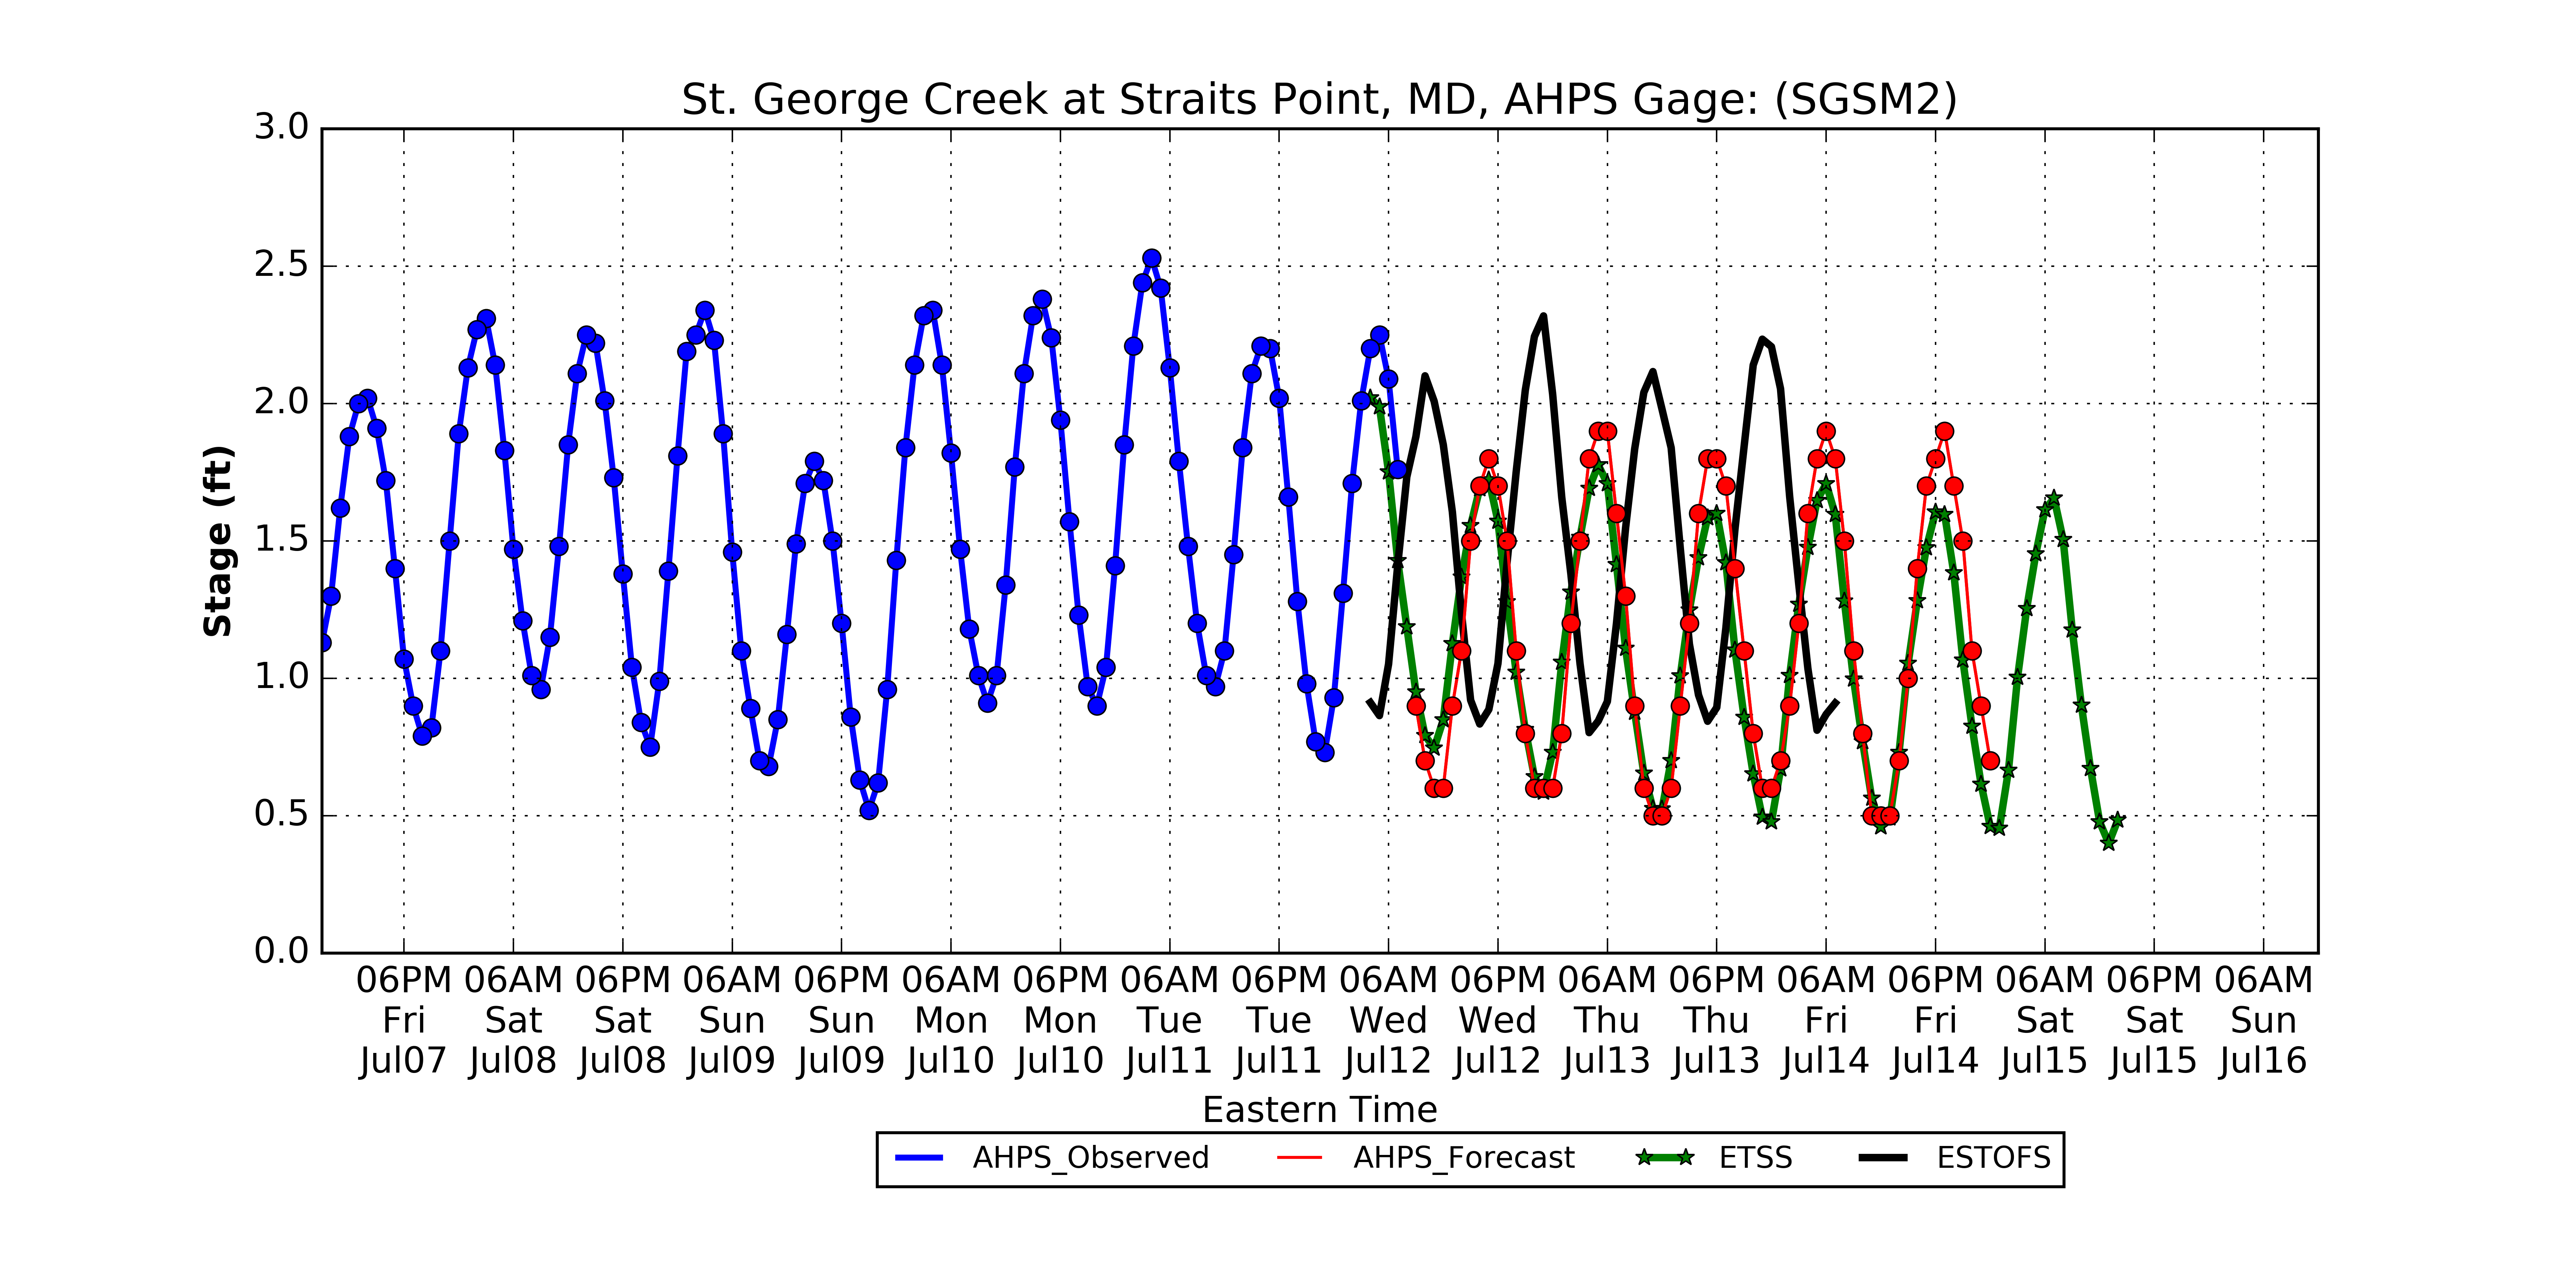 St. George Creek at Straits Point, MD, AHPS Gage: (SGSM2)
3.0
2.5
2.0
1.5
1.0
0.5
0.0
Stage (ft)
06PM 06AM 06PM 06AM 06PM 06AM 06PM 06AM 06PM 06AM 06PM 06AM 06PM 06AM 06PM 06AM 06PM 06AM
Fri Sat Sat Sun Sun Mon Mon Tue Tue Wed Wed Thu Thu Fri Fri Sat Sat Sun
Jul07 Jul08 Jul08 Jul09 Jul09 Jul10 Jul10 Jul11 Jul11 Jul12 Jul12 Jul13 Jul13 Jul14 Jul14 Jul15 Jul15 Jul16
Eastern Time
AHPS_Observed AHPS_Forecast ETSS ESTOFS